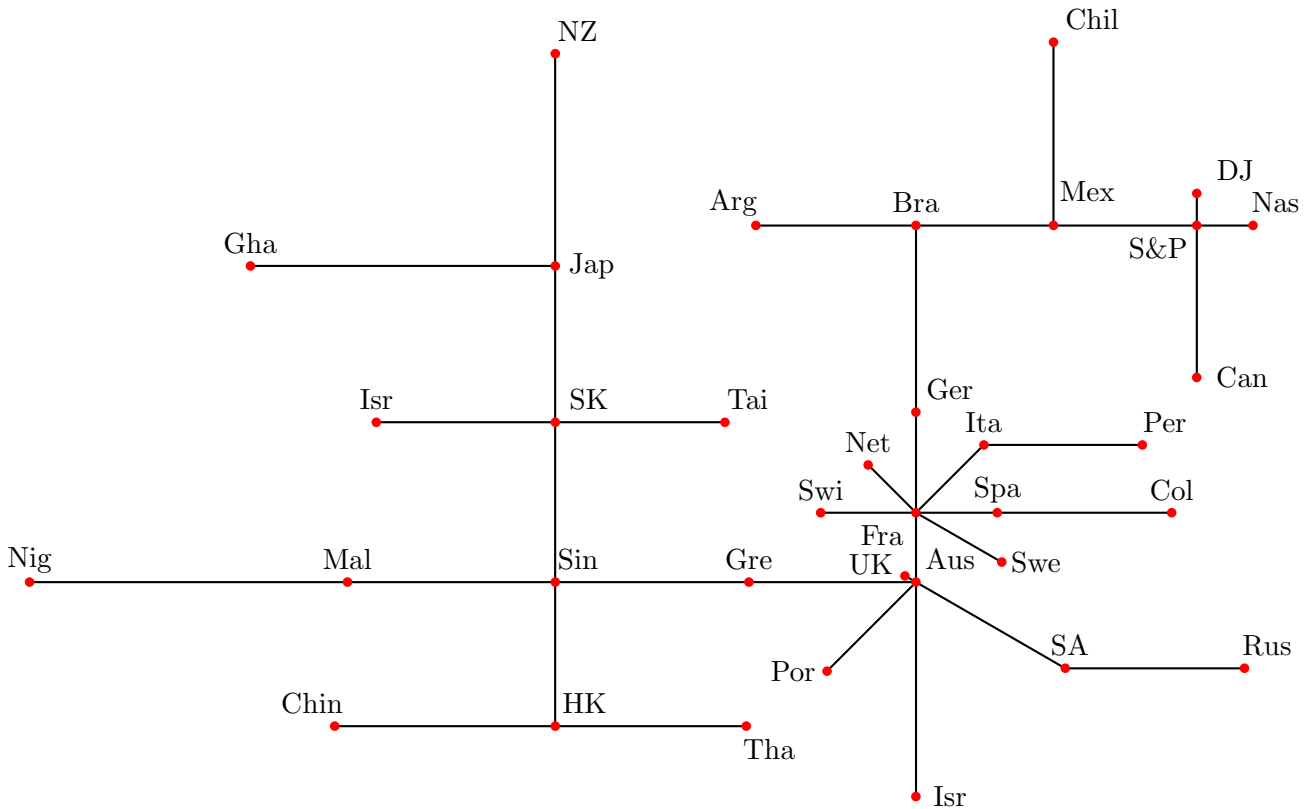 Chil
NZ
DJ
Mex
Arg
Bra
Nas
Gha
S&P
Jap
Can
Ger
Isr
SK
Tai
Ita
Per
Net
Swi
Spa
Col
Fra
Nig
Mal
Sin
Gre
UK
Aus
Swe
SA
Rus
Por
Chin
HK
Tha
Isr